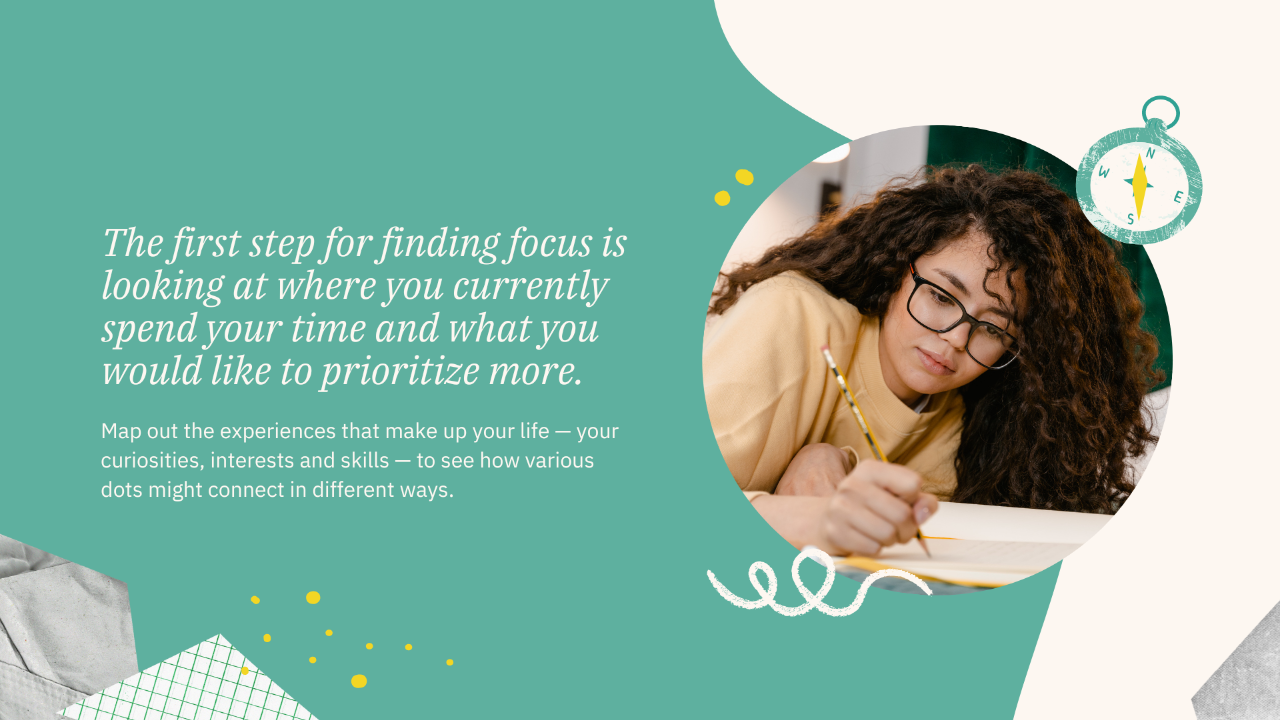 The first step for finding focus is
looking at where you currently
spend your time and what you
would like to prioritize more.
Map out the experiences that make up your life — your
curiosities, interests and skills — to see how various
dots might connect in different ways.
N
W
E
S